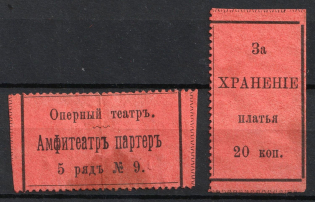 Оперный театръ.
Амфитеатръ партеръ
5 рядъ № 9.
За
ХРАНЕНІЕ
платья
20 коп.